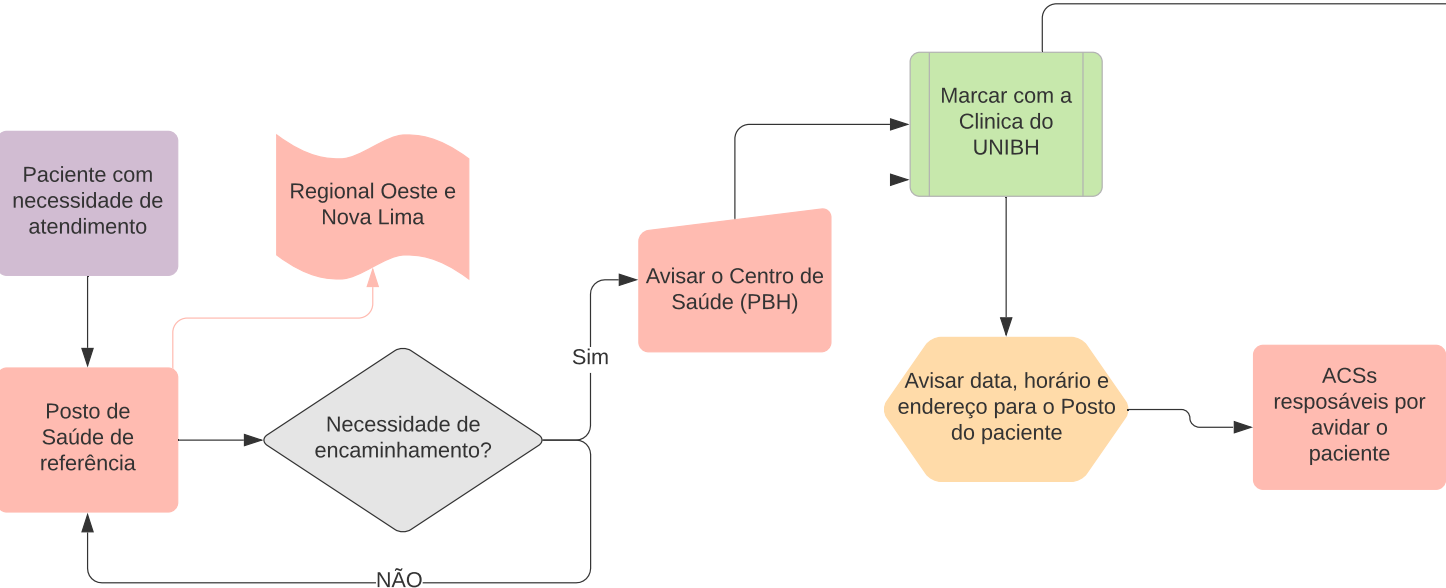 Paciente com
necessidade de
atendimento
Regional Oeste e
Nova Lima
Posto de
Saúde de
referência
Necessidade de
encaminhamento?
Sim
NÃO
Avisar o Centro de
Saúde (PBH)
Marcar com a
Clinica do
UNIBH
Avisar data, horário e
endereço para o Posto
do paciente
ACSs
resposáveis por
avidar o
paciente